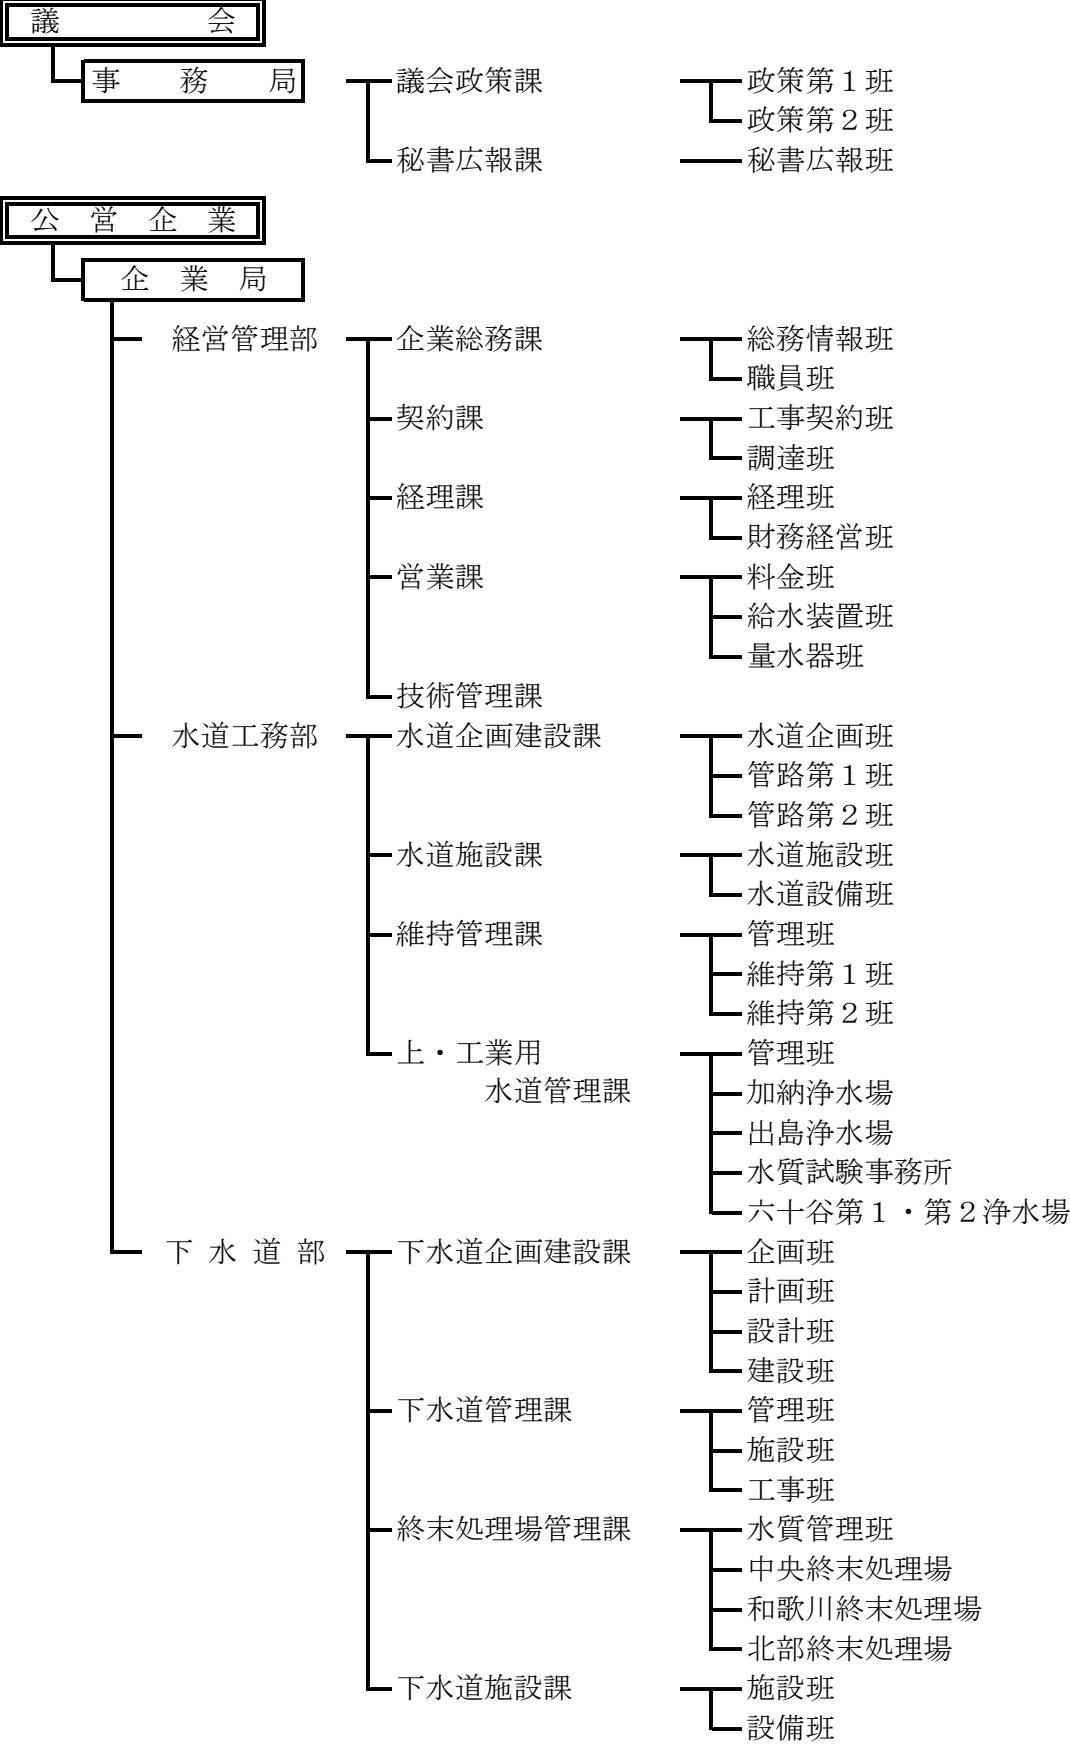 議　　　　　会
事　　務　　局　議会政策課　政策第１班
政策第２班
秘書広報課　秘書広報班
公　営　企　業
企　業　局
経営管理部　企業総務課　総務情報班
職員班
契約課　工事契約班
調達班
経理課　経理班
財務経営班
営業課　料金班
給水装置班
量水器班
技術管理課
水道工務部　水道企画建設課　水道企画班
管路第１班
管路第２班
水道施設課　水道施設班
水道設備班
維持管理課　管理班
維持第１班
維持第２班
上・工業用　管理班
水道管理課　加納浄水場
出島浄水場
水質試験事務所
六十谷第１・第２浄水場
下 水 道 部　下水道企画建設課　企画班
計画班
設計班
建設班
下水道管理課　管理班
施設班
工事班
終末処理場管理課　水質管理班
中央終末処理場
和歌川終末処理場
北部終末処理場
下水道施設課　施設班
設備班